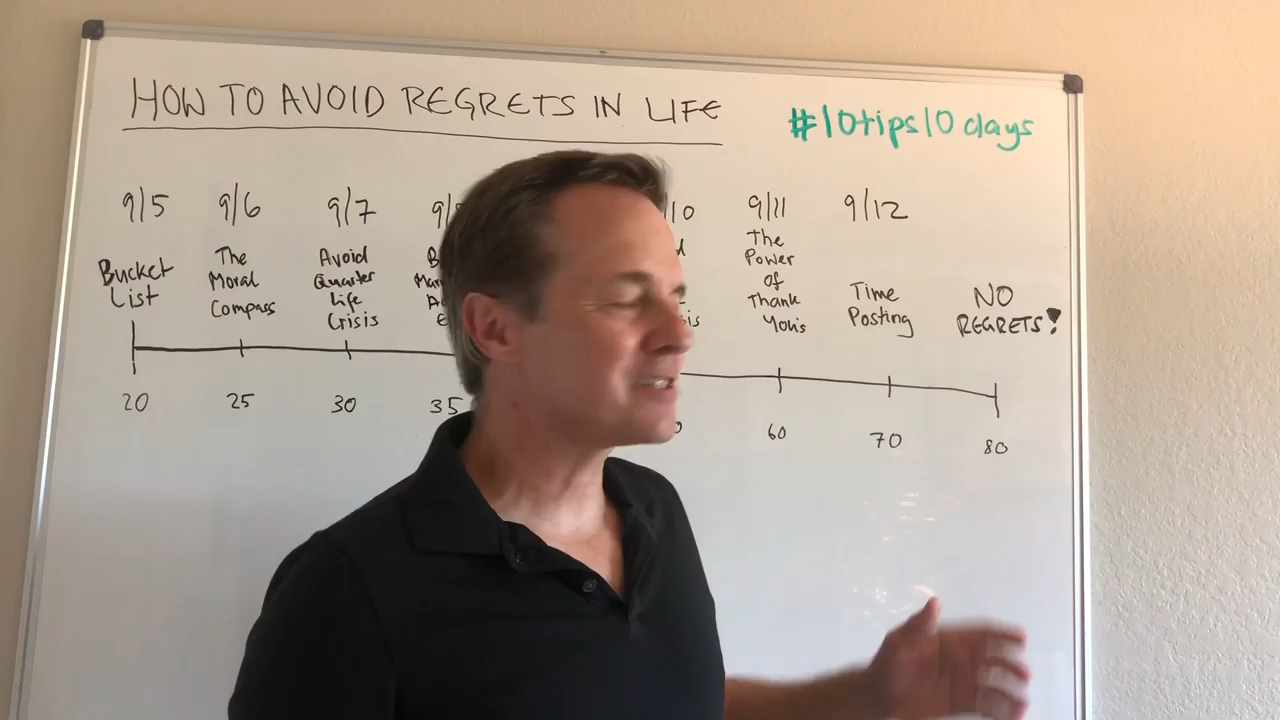 HOW TO AVOID REGRETS IN LIFE
#10tips10days
9/5
9/6
9/7
9/11
9/12
Bucket
List
The
Moral
Compass
Avoid
Quarter
Life
Crisis
The
Power
of
Thank
You's
Time
Posting
NO
REGRETS!
20
25
30
35
60
70
80